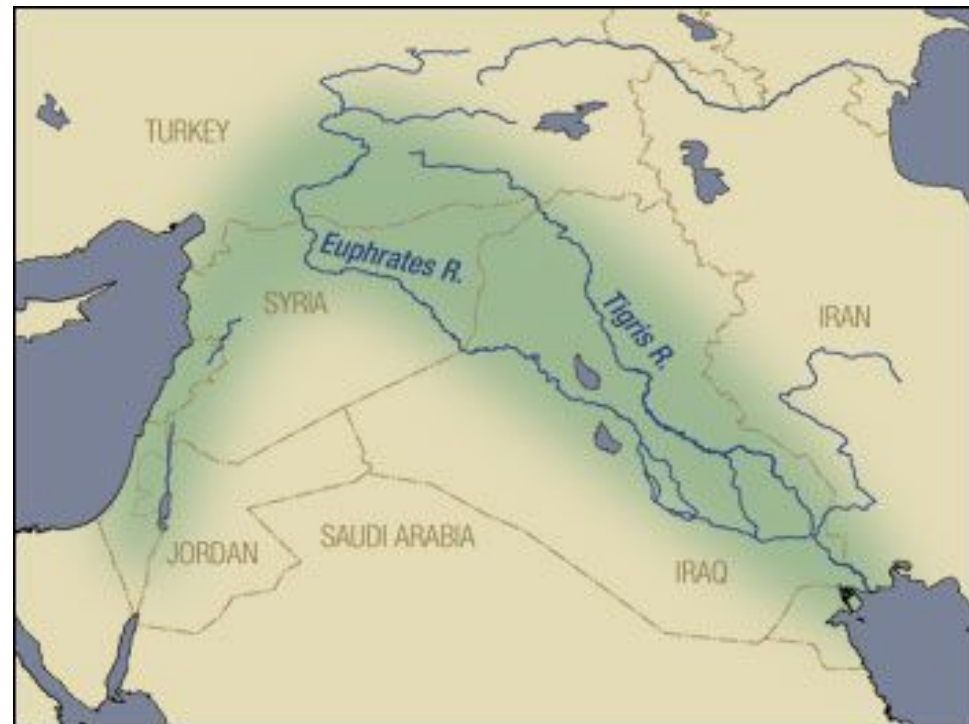 TURKEY
Euphrates R.
SYRIA
Tigris R.
IRAN
JORDAN
SAUDI ARABIA
IRAQ